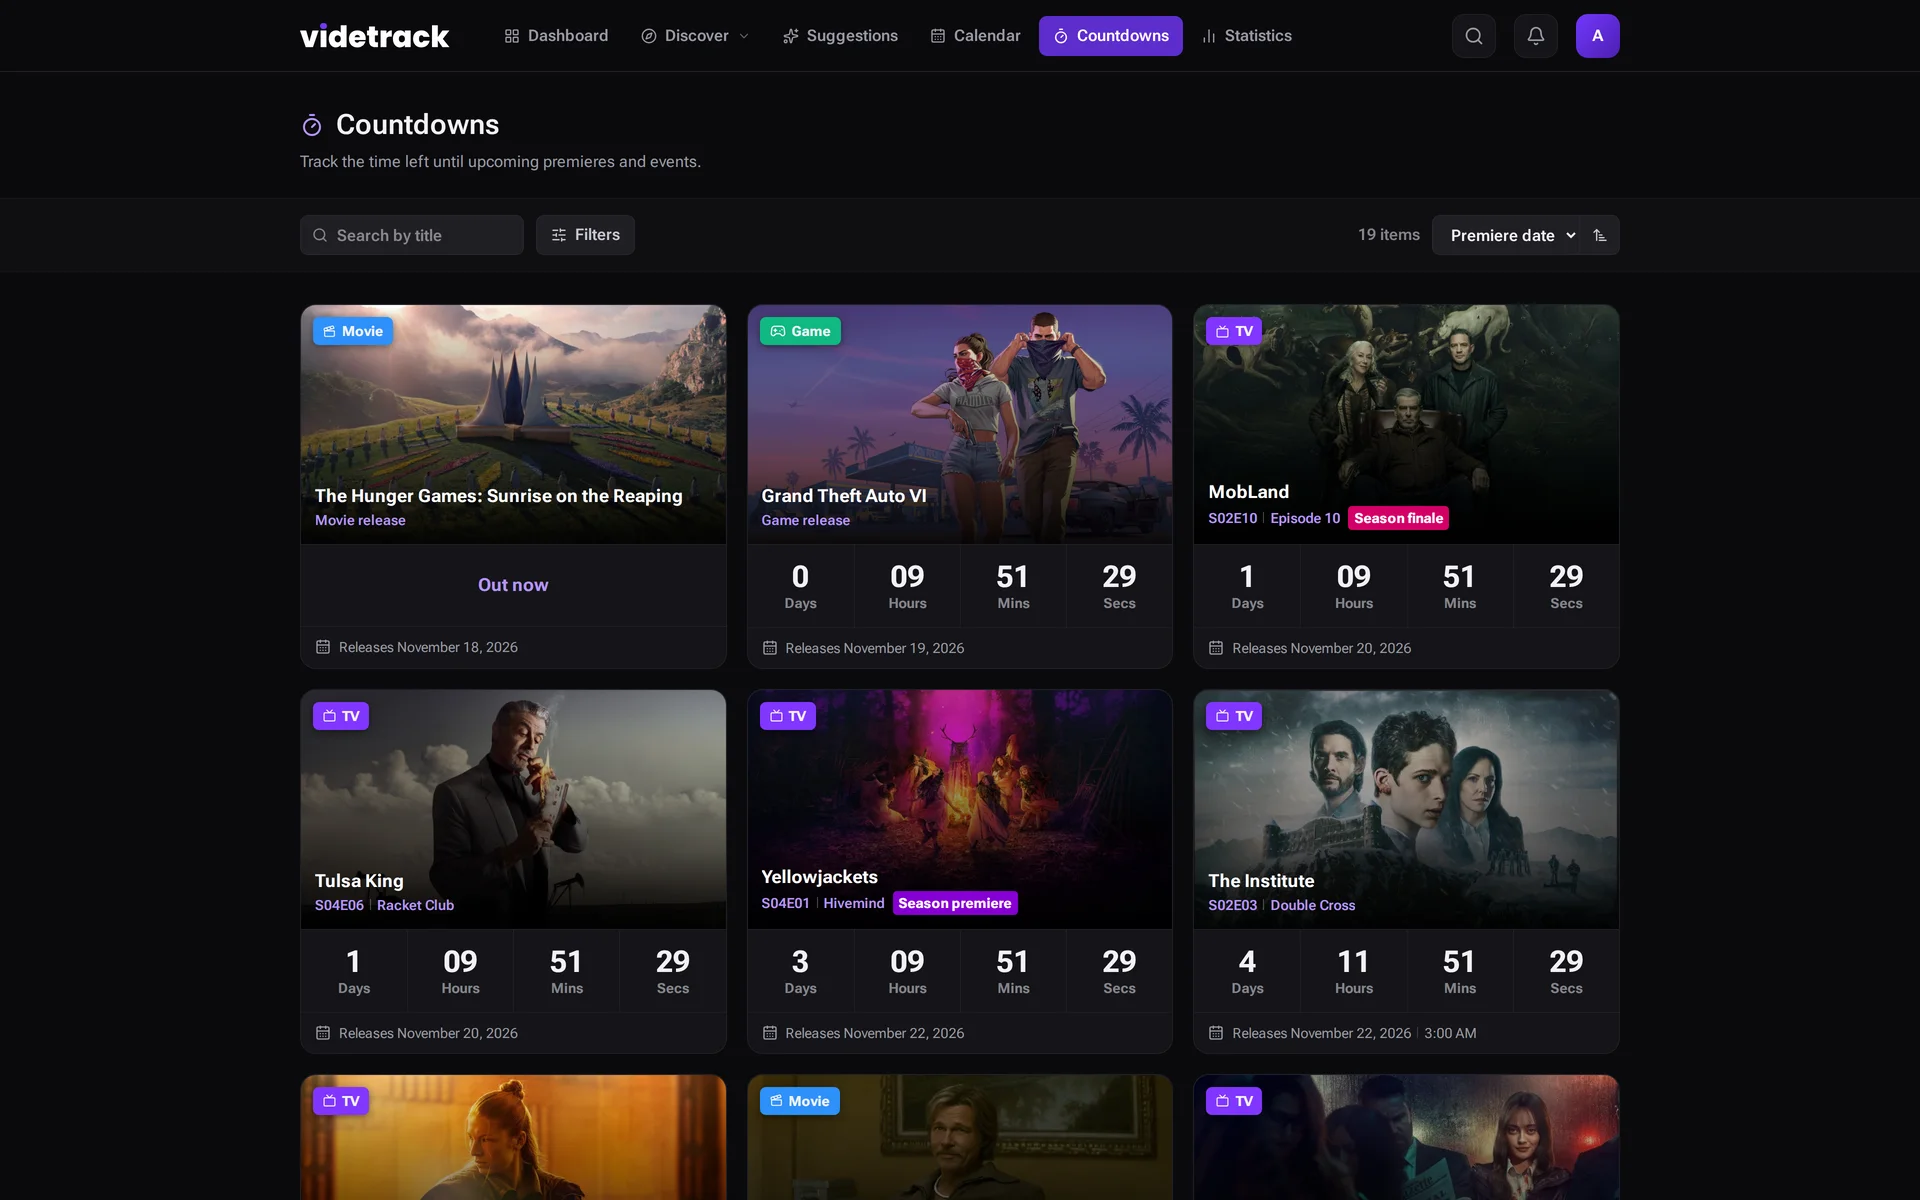 videtrack
Dashboard
Discover
Suggestions
Calendar
Countdowns
Statistics
A
Countdowns
Track the time left until upcoming premieres and events.
Search by title
Filters
19 items
Premiere date
Movie
The Hunger Games: Sunrise on the Reaping
Movie release
Out now
Releases November 18, 2026
Game
Grand Theft Auto VI
Game release
0 09 51 29
Days Hours Mins Secs
Releases November 19, 2026
TV
MobLand
S02E10 | Episode 10 Season finale
1 09 51 29
Days Hours Mins Secs
Releases November 20, 2026
TV
Tulsa King
S04E06 | Racket Club
1 09 51 29
Days Hours Mins Secs
Releases November 20, 2026
TV
Yellowjackets
S04E01 | Hivemind Season premiere
3 09 51 29
Days Hours Mins Secs
Releases November 22, 2026
TV
The Institute
S02E03 | Double Cross
4 11 51 29
Days Hours Mins Secs
Releases November 22, 2026 | 3:00 AM
TV
Movie
TV